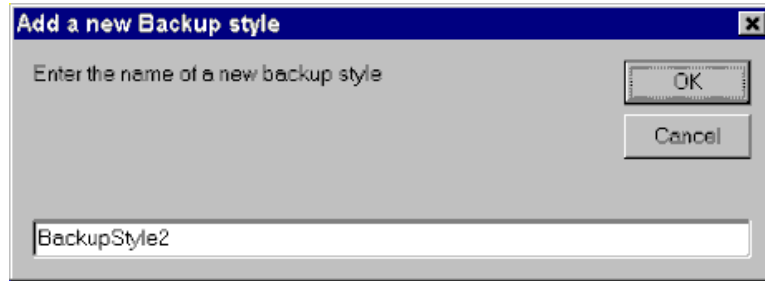 Add a new Backup style
Enter the name of a new backup style
OK
Cancel
BackupStyle2